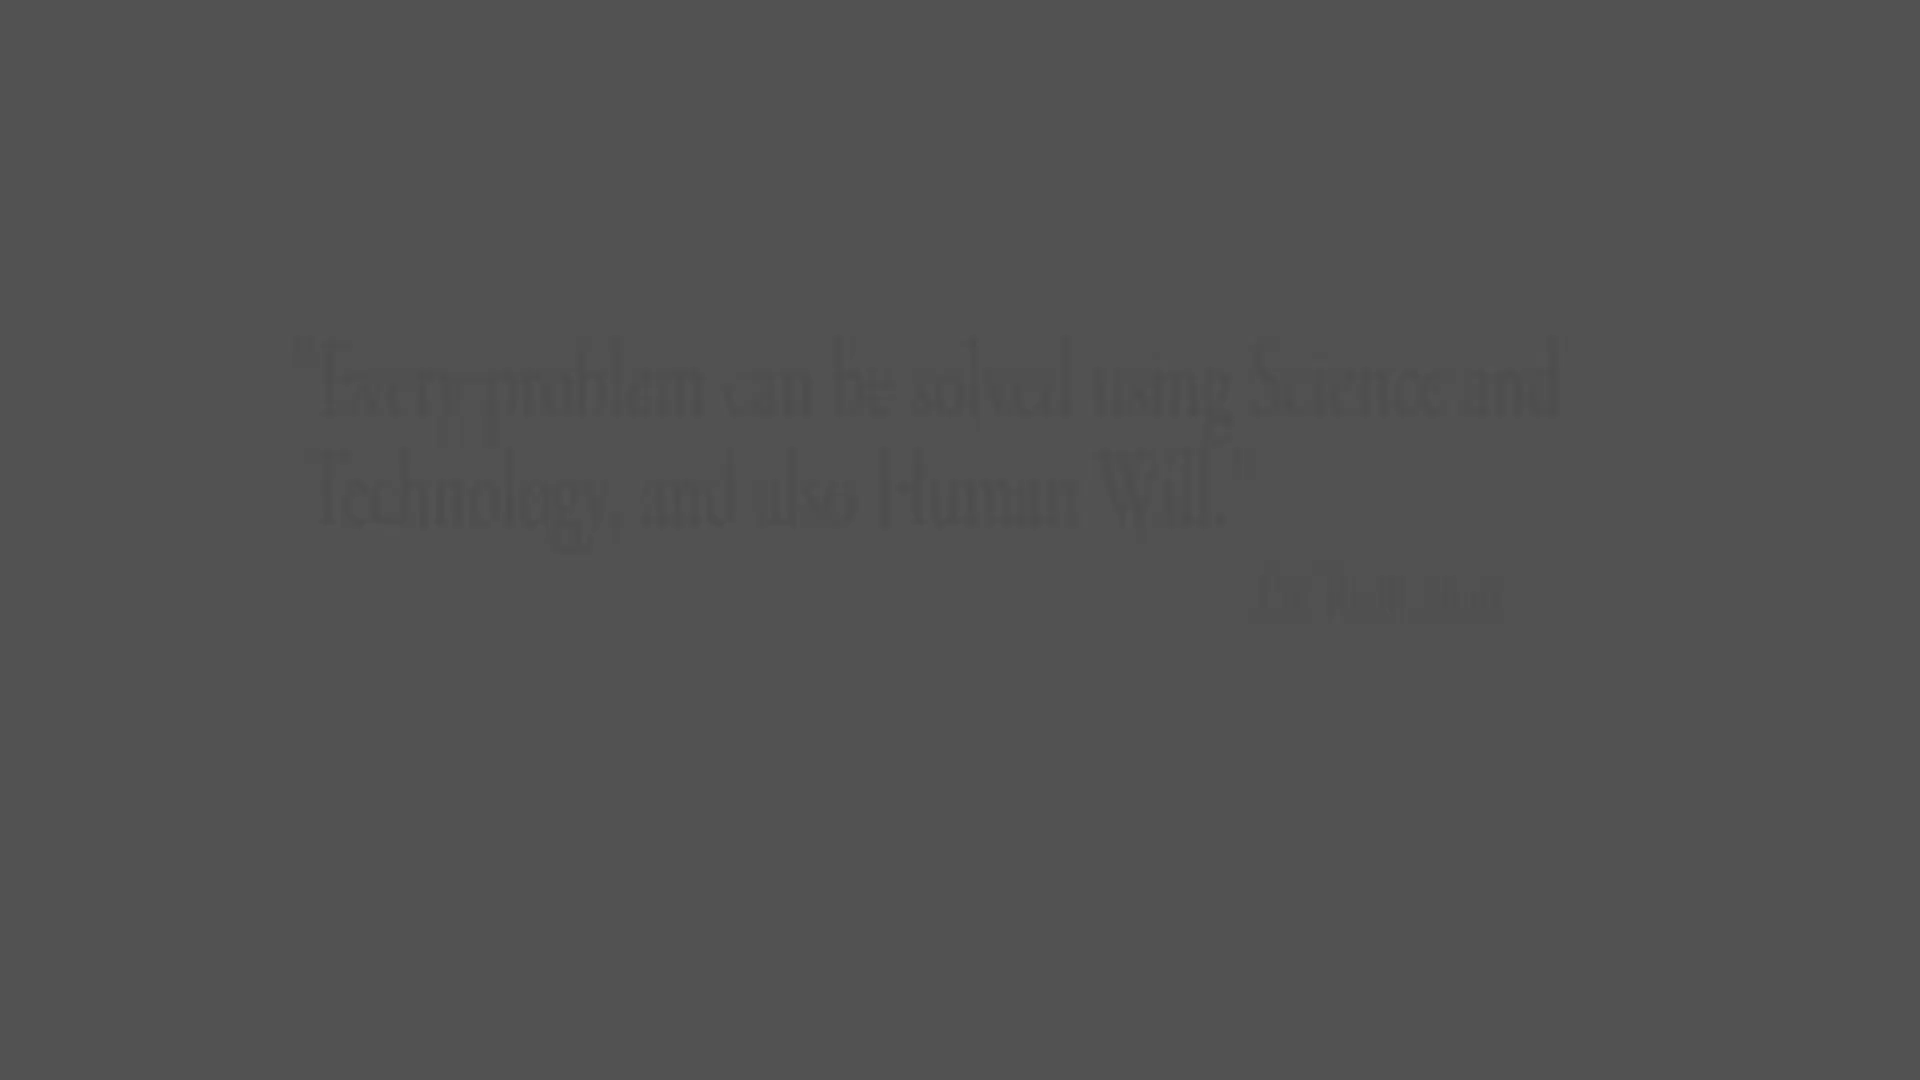 "Every problem can be solved using Science and
Technology, and also Human Will."